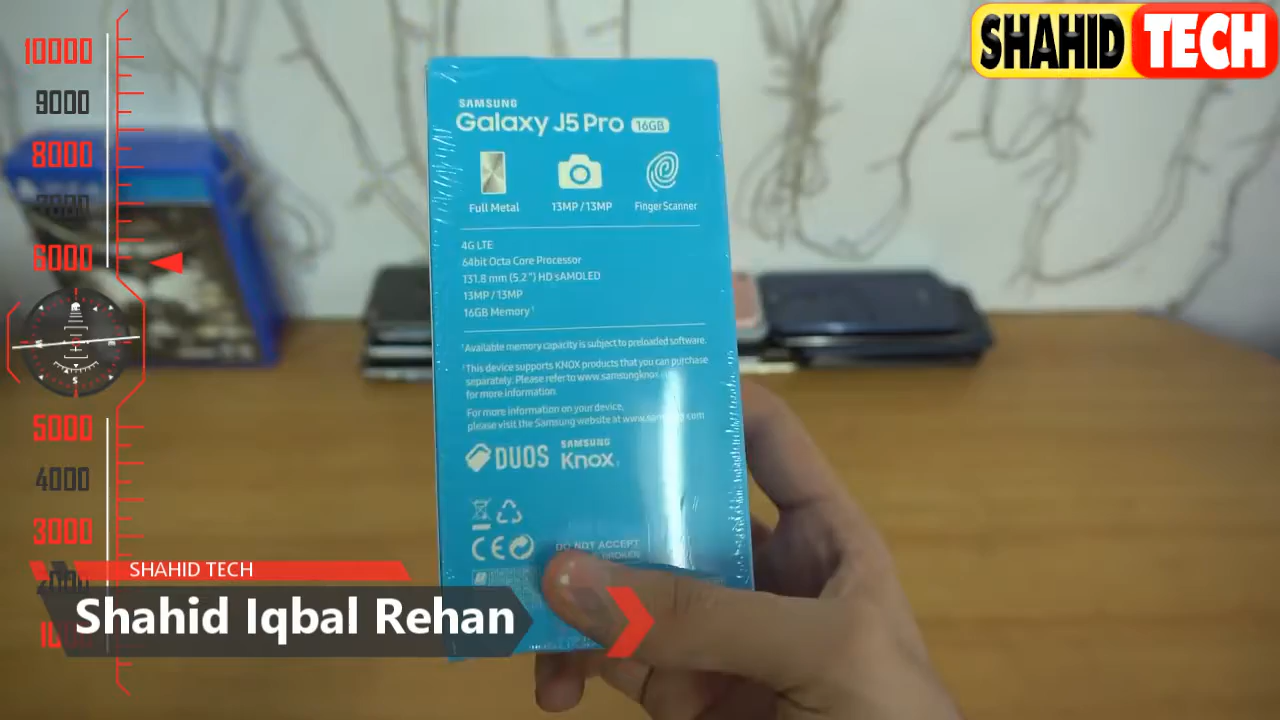 SHAHID TECH
10000
9000
8000
7000
6000
5000
4000
3000
SAMSUNG
Galaxy J5 Pro 16GB
Full Metal
13MP / 13MP
Finger Scanner
4G LTE
64bit Octa Core Processor
131.8 mm (5.2") HD sAMOLED
13MP / 13MP
16GB Memory¹
¹Available memory capacity is subject to preloaded software.
This device supports KNOX products that you can purchase
separately. Please refer to www.samsungknox
for more information
For more information on your device,
please visit the Samsung website at www.samsung.com
DUOS
SAMSUNG
Knox
CE
DO NOT ACCEPT
SHAHID TECH
Shahid Iqbal Rehan